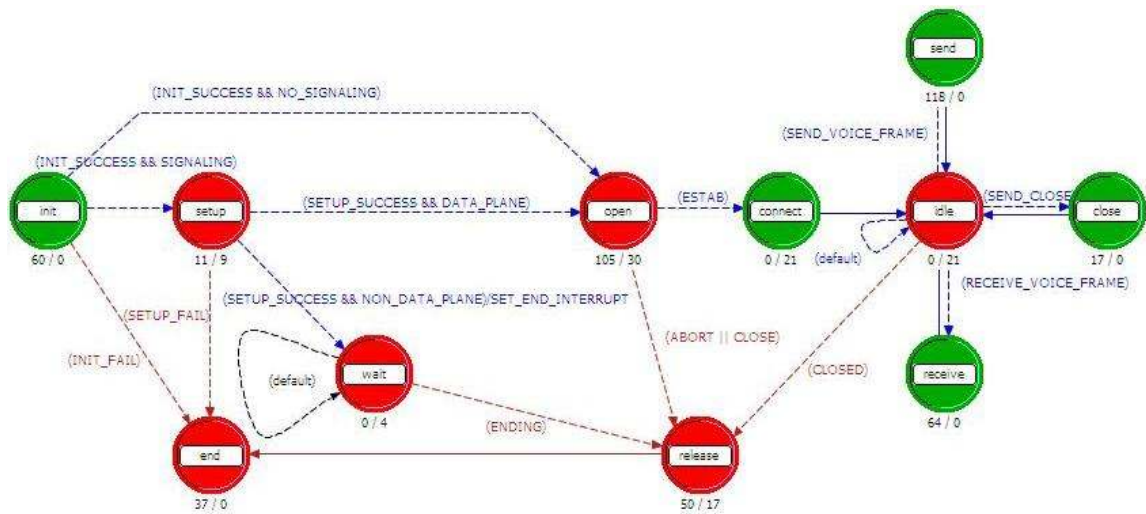 send
118 / 0
(INIT_SUCCESS && NO_SIGNALING)
(SEND_VOICE_FRAME)
(INIT_SUCCESS && SIGNALING)
init
60 / 0
setup
11 / 9
(SETUP_SUCCESS && DATA_PLANE)
open
105 / 30
(ESTAB)
connect
0 / 21
idle
0 / 21
(SEND_CLOSE)
close
17 / 0
(default)
(RECEIVE_VOICE_FRAME)
(SETUP_SUCCESS && NON_DATA_PLANE)/SET_END_INTERRUPT
(SETUP_FAIL)
(ABORT || CLOSE)
(INIT_FAIL)
(default)
wait
0 / 4
(CLOSED)
receive
64 / 0
(ENDING)
end
37 / 0
release
50 / 17